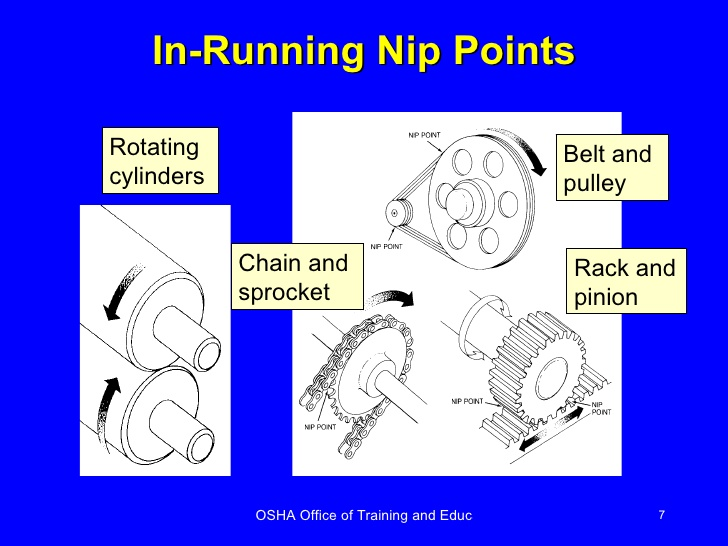 In-Running Nip Points
Rotating
cylinders
NIP POINT
Belt and
pulley
NIP POINT
Chain and
sprocket
Rack and
pinion
NIP POINT
NIP
POINT
NIP POINT
OSHA Office of Training and Educ
7